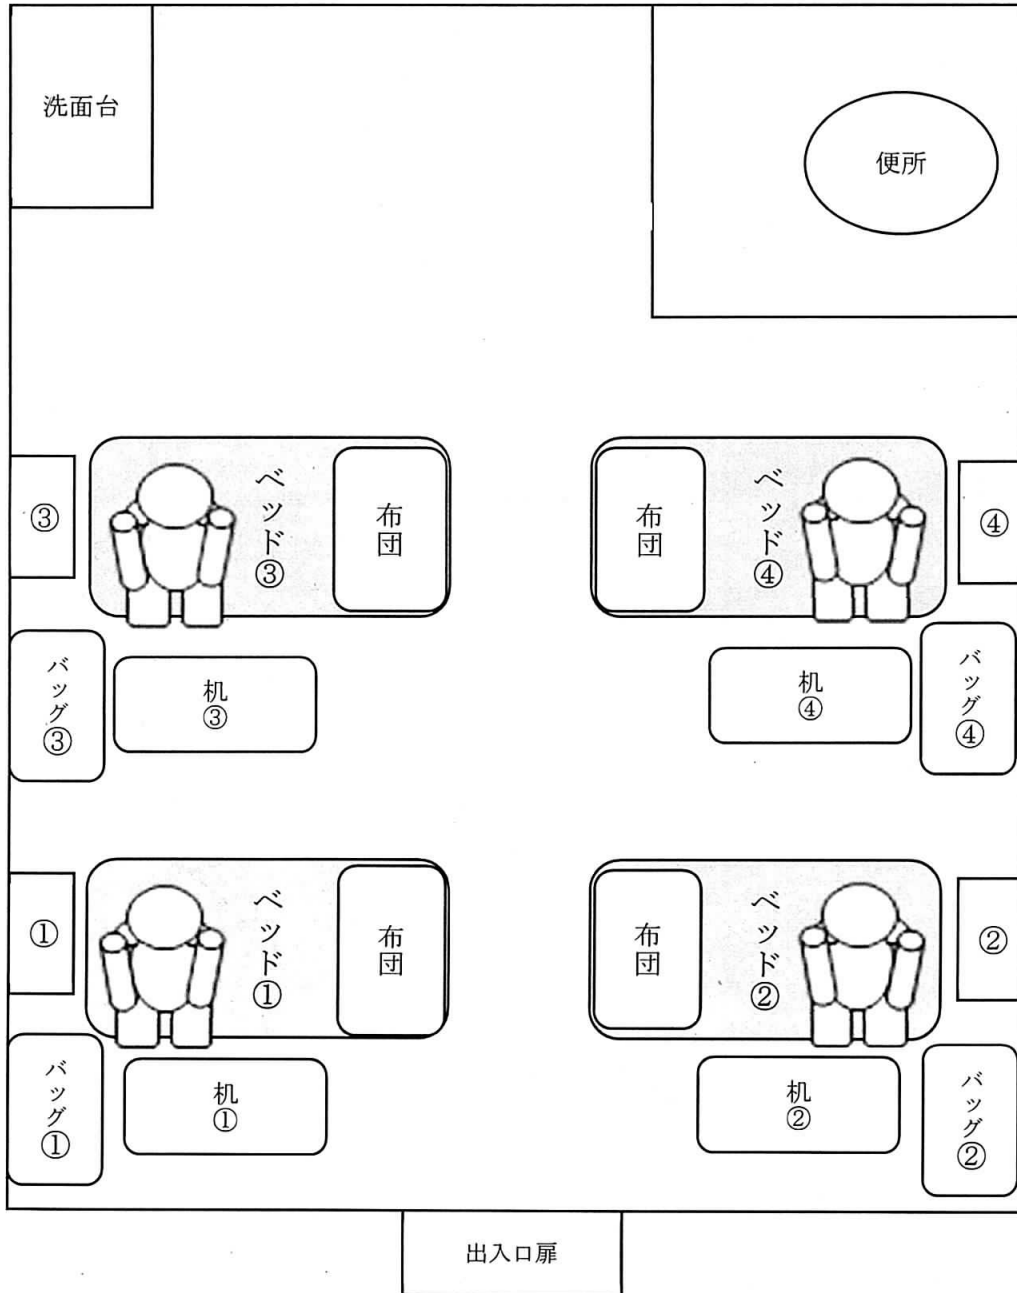 洗面台
便所
③
ベッド③
布団
布団
ベッド④
④
バッグ③
机③
机④
バッグ④
①
ベッド①
布団
布団
ベッド②
②
バッグ①
机①
机②
バッグ②
出入口扉